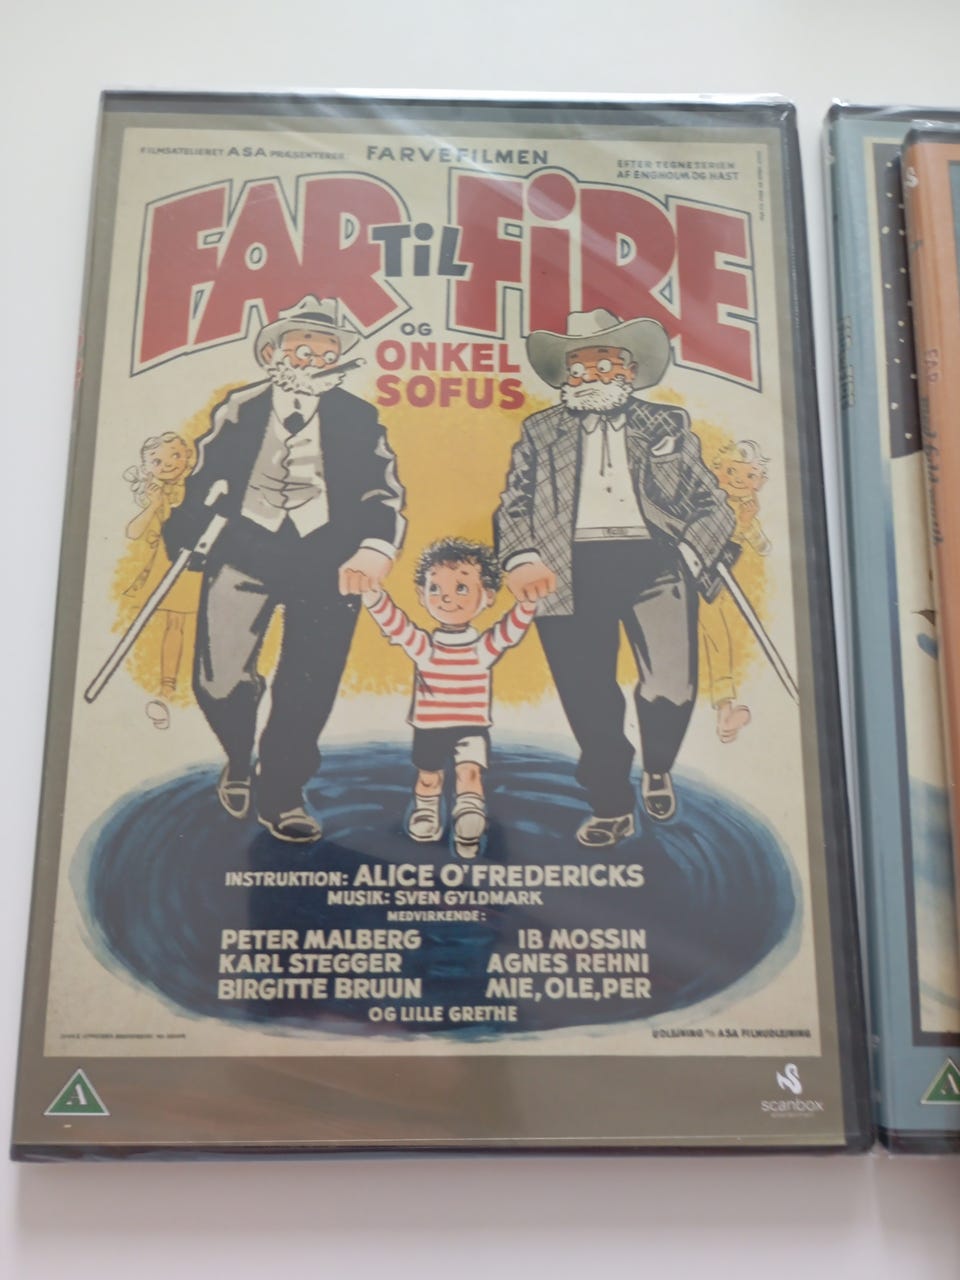 FILMSATELIERET ASA PRÆSENTERER FARVEFILMEN
EFTER TEGNESERIEN
AF ENGHOLM OG HAST
FAR TiL FiRE
OG
ONKEL
SOFUS
INSTRUKTION: ALICE O'FREDERICKS
MUSIK: SVEN GYLDMARK
MEDVIRKENDE:
PETER MALBERG IB MOSSIN
KARL STEGGER AGNES REHNI
BIRGITTE BRUUN MIE, OLE, PER
OG LILLE GRETHE
UDLEJNING A/S ASA FILMUDLEJNING
A
scanbox
A